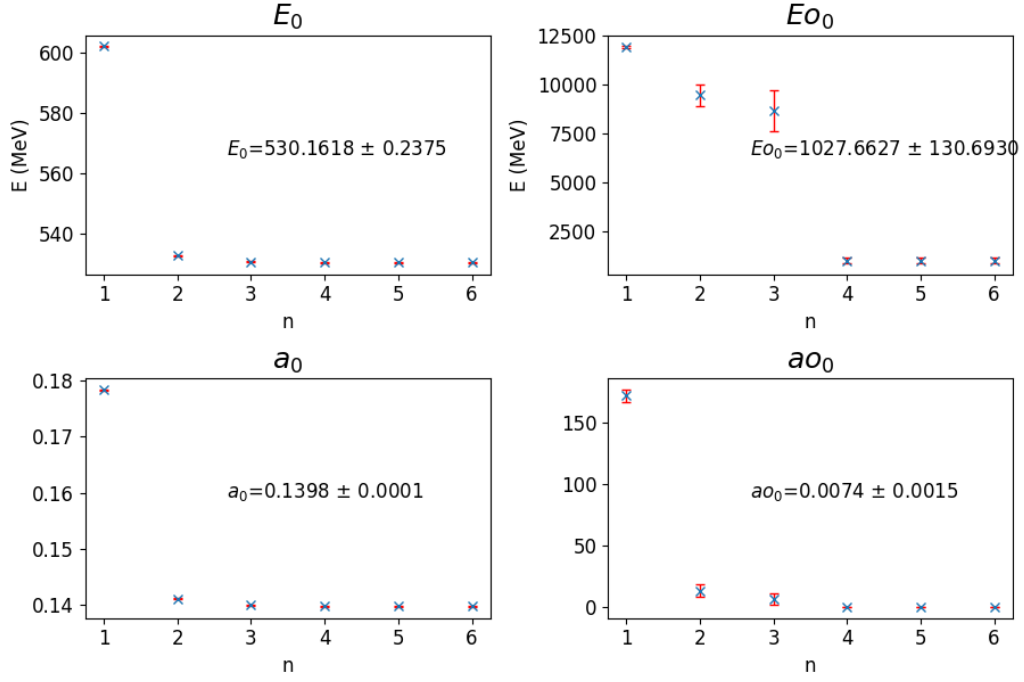 E₀
E (MeV)
600
580
560
540
E₀=530.1618 ± 0.2375
1 2 3 4 5 6
n
Eo₀
E (MeV)
12500
10000
7500
5000
2500
Eo₀=1027.6627 ± 130.6930
1 2 3 4 5 6
n
a₀
0.18
0.17
0.16
0.15
0.14
a₀=0.1398 ± 0.0001
1 2 3 4 5 6
n
ao₀
150
100
50
0
ao₀=0.0074 ± 0.0015
1 2 3 4 5 6
n